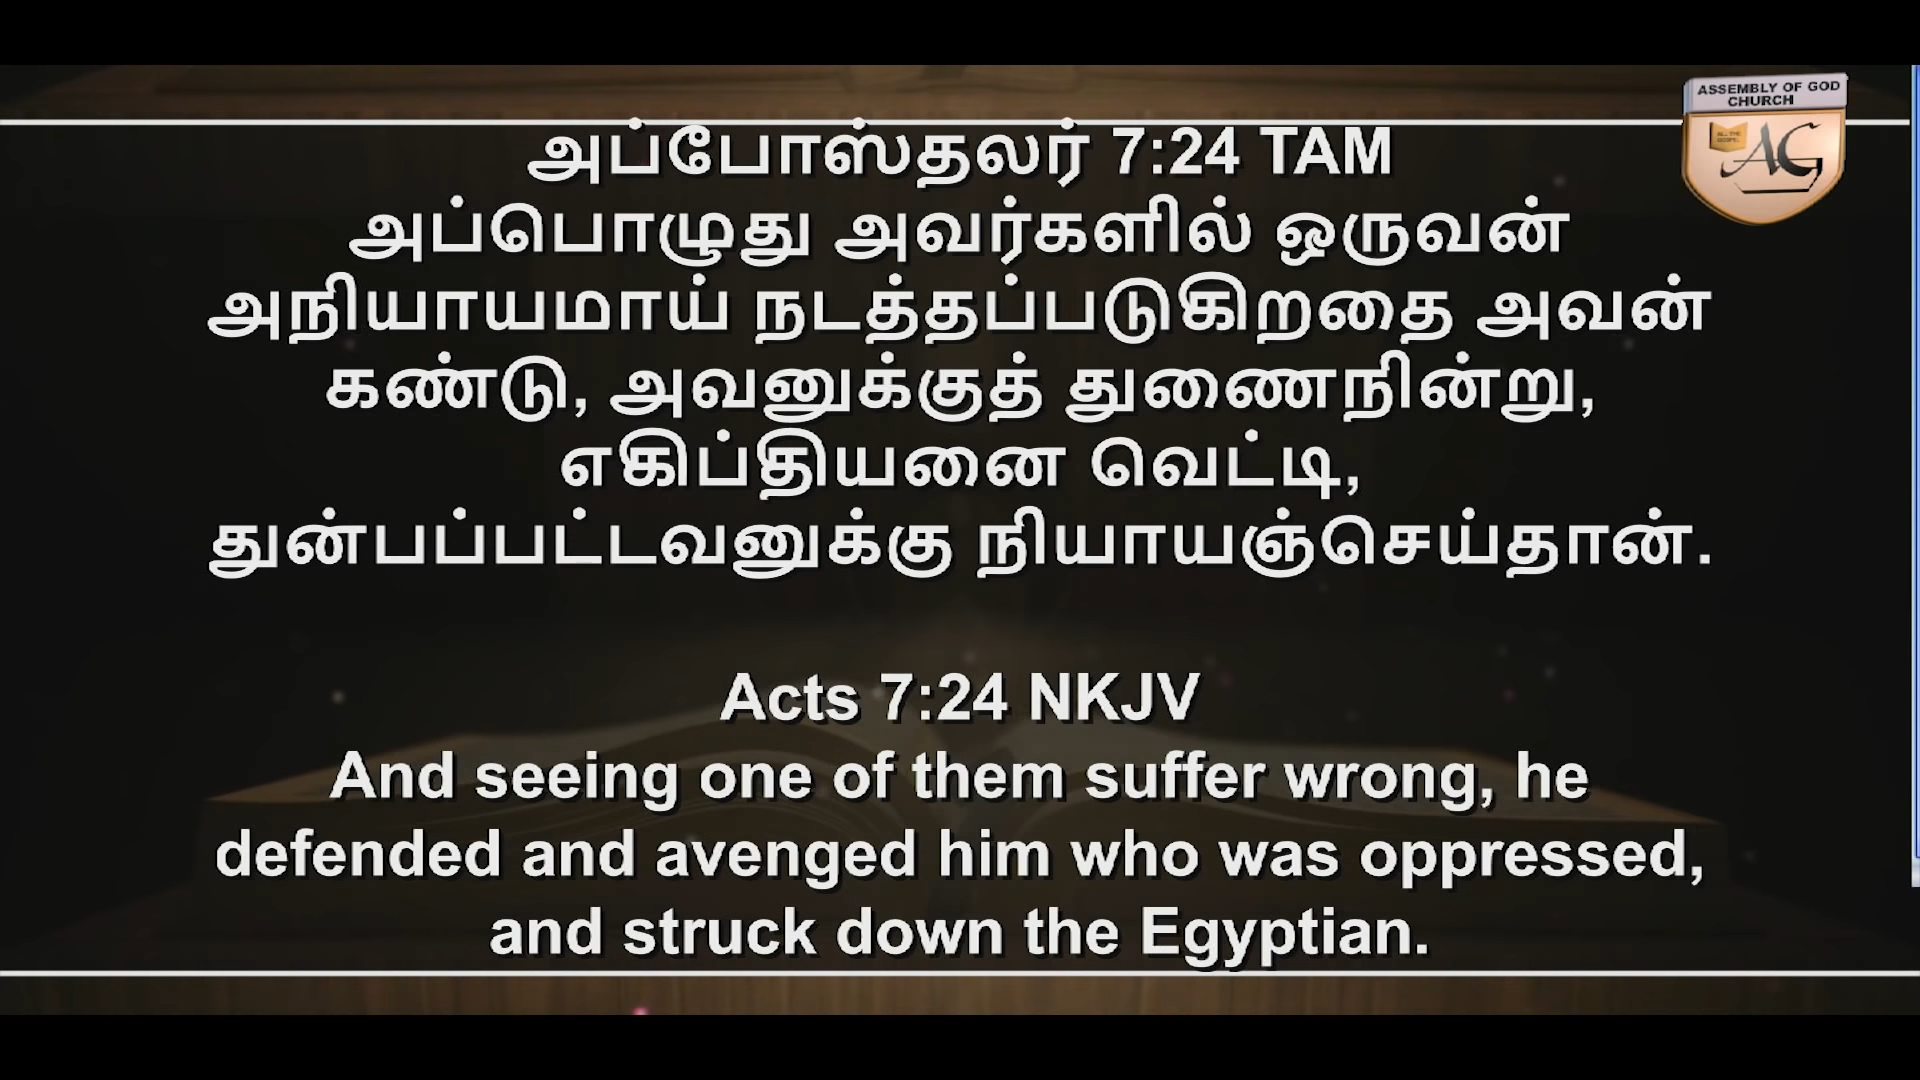 ASSEMBLY OF GOD
CHURCH
AG
அப்போஸ்தலர் 7:24 TAM
அப்பொழுது அவர்களில் ஒருவன்
அநியாயமாய் நடத்தப்படுகிறதை அவன்
கண்டு, அவனுக்குத் துணைநின்று,
எகிப்தியனை வெட்டி,
துன்பப்பட்டவனுக்கு நியாயஞ்செய்தான்.
Acts 7:24 NKJV
And seeing one of them suffer wrong, he
defended and avenged him who was oppressed,
and struck down the Egyptian.